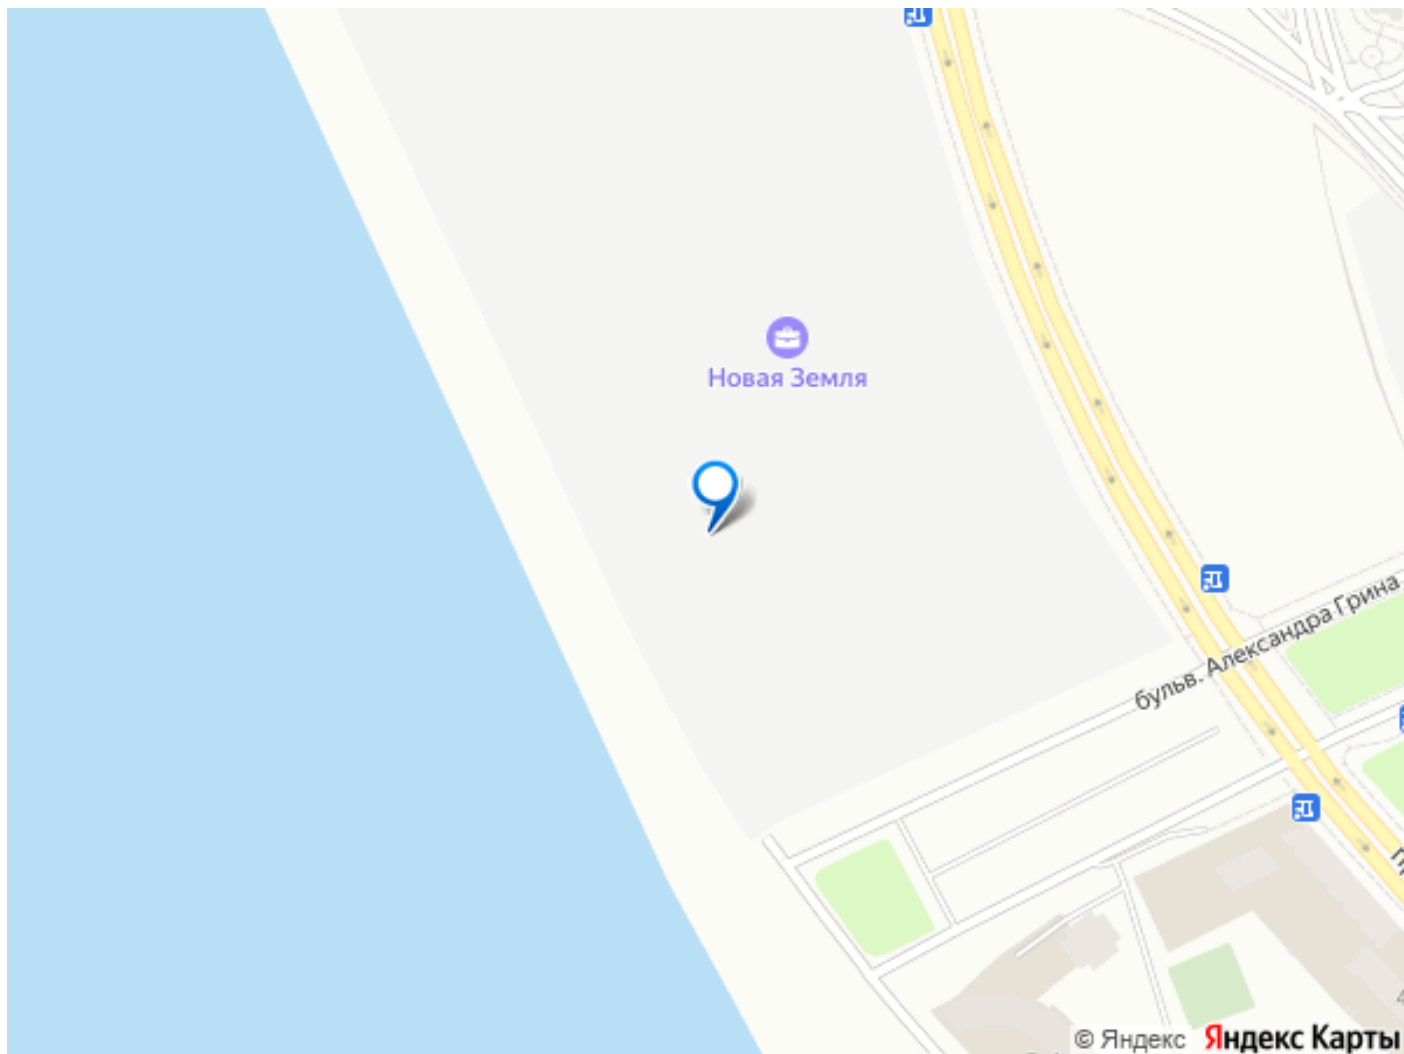 Новая Земля
бульв. Александра Грина
© Яндекс Яндекс Карты